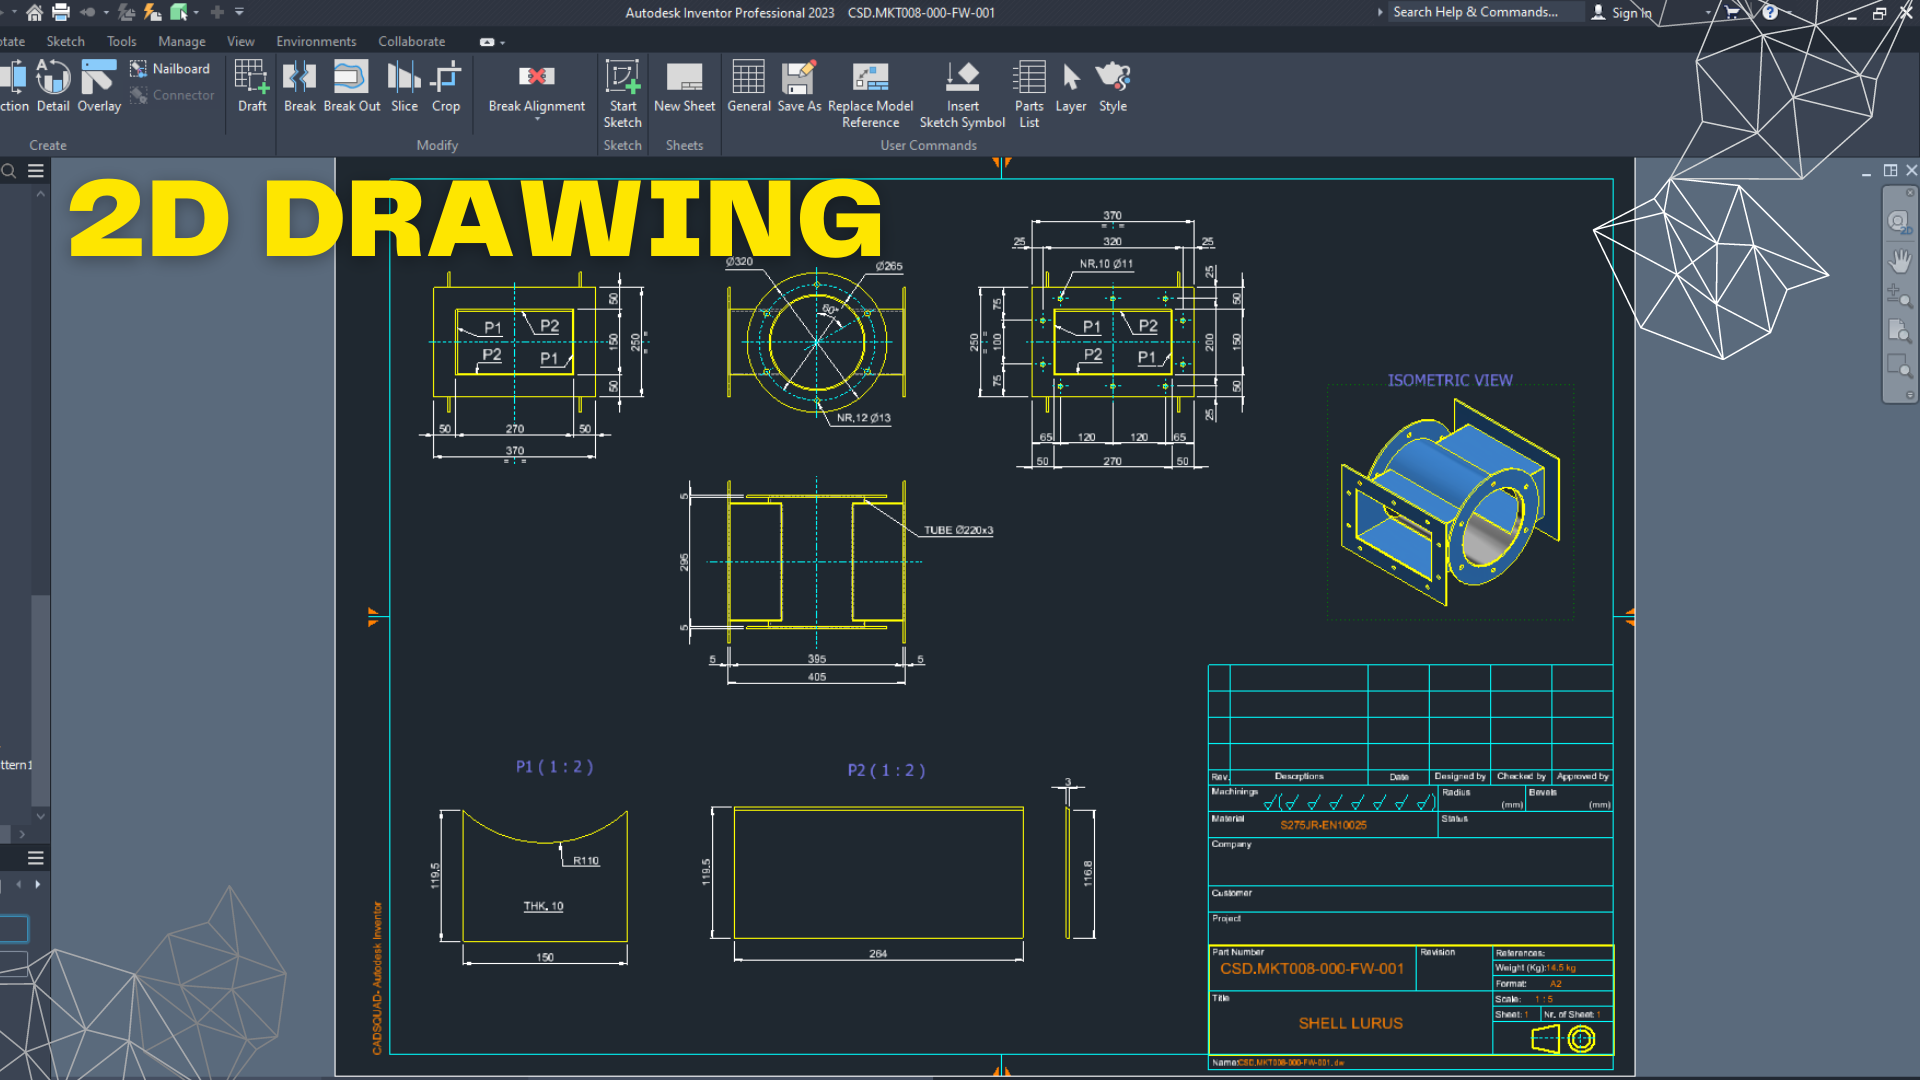 Autodesk Inventor Professional 2023 CSD.MKT008-000-FW-001
Search Help & Commands...
Sign In
otate Sketch Tools Manage View Environments Collaborate
ction Detail Overlay
Nailboard
Connector
Draft Break Break Out Slice Crop
Break Alignment
Start Sketch
New Sheet
General Save As Replace Model Reference
Insert Sketch Symbol
Parts List
Layer Style
Create Modify Sketch Sheets User Commands
2D DRAWING
2D
P1 P2
P2 P1
50
150
250
50
50 270 50
370
Ø320
Ø265
60°
NR.12 Ø13
370
25 320 25
NR.10 Ø11
P1 P2
P2 P1
75
100
75
250
25
50
200
150
50
25
65 120 120 65
50 270 50
ISOMETRIC VIEW
5
295
5
TUBE Ø220x3
5 395 5
405
ttern1
P1 ( 1 : 2 )
P2 ( 1 : 2 )
119,5
R110
THK. 10
150
119.5
264
3
116.8
CADSQUAD- Autodesk Inventor
Rev. Descrptions Date Designed by Checked by Approved by
Machinings
Radius
(mm)
Bevels
(mm)
Material
S275JR-EN10025
Status
Company
Customer
Project
Part Number
CSD.MKT008-000-FW-001
Revision
References:
Weight (Kg):14.5 kg
Format: A2
Scale: 1 : 5
Sheet: 1 Nr. of Sheet: 1
Title
SHELL LURUS
Name:CSD.MKT008-000-FW-001.dw